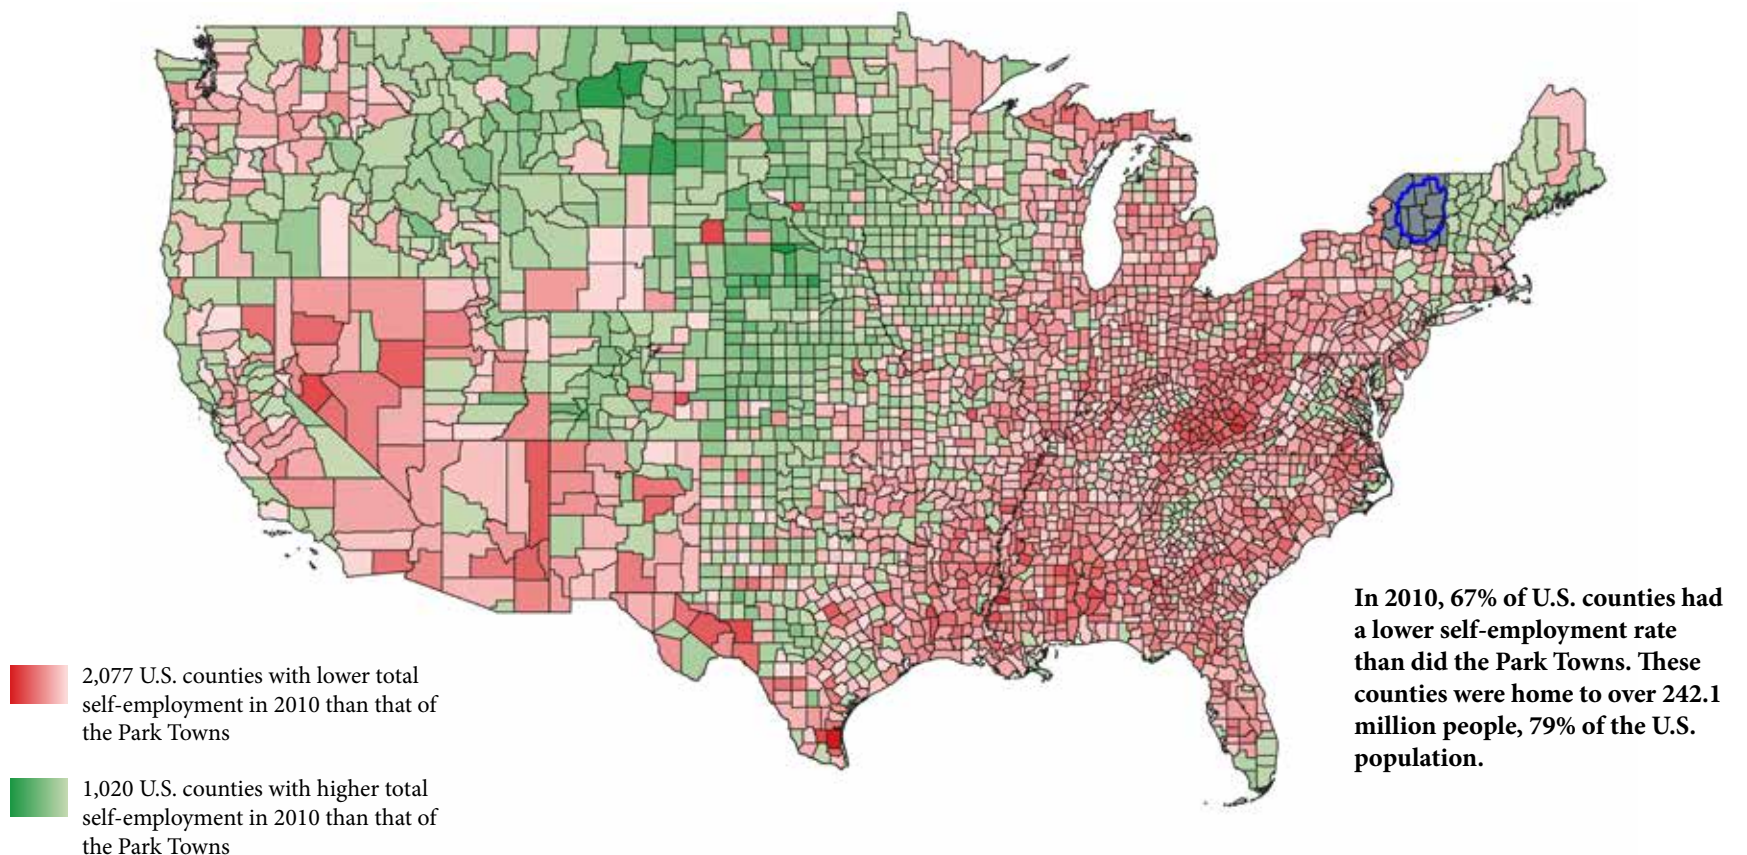 In 2010, 67% of U.S. counties had
a lower self-employment rate
than did the Park Towns. These
counties were home to over 242.1
million people, 79% of the U.S.
population.
2,077 U.S. counties with lower total
self-employment in 2010 than that of
the Park Towns
1,020 U.S. counties with higher total
self-employment in 2010 than that of
the Park Towns